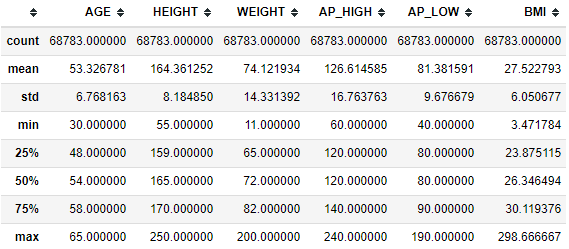 AGE HEIGHT WEIGHT AP_HIGH AP_LOW BMI
count 68783.000000 68783.000000 68783.000000 68783.000000 68783.000000 68783.000000
mean 53.326781 164.361252 74.121934 126.614585 81.381591 27.522793
std 6.768163 8.184850 14.331392 16.763763 9.676679 6.050677
min 30.000000 55.000000 11.000000 60.000000 40.000000 3.471784
25% 48.000000 159.000000 65.000000 120.000000 80.000000 23.875115
50% 54.000000 165.000000 72.000000 120.000000 80.000000 26.346494
75% 58.000000 170.000000 82.000000 140.000000 90.000000 30.119376
max 65.000000 250.000000 200.000000 240.000000 190.000000 298.666667